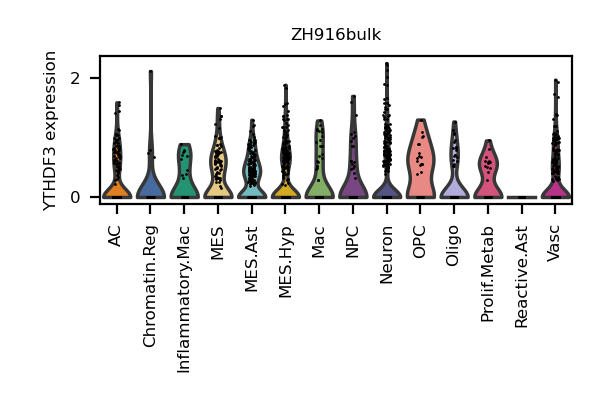 ZH916bulk
YTHDF3 expression
2
0
AC
Chromatin.Reg
Inflammatory.Mac
MES
MES.Ast
MES.Hyp
Mac
NPC
Neuron
OPC
Oligo
Prolif.Metab
Reactive.Ast
Vasc